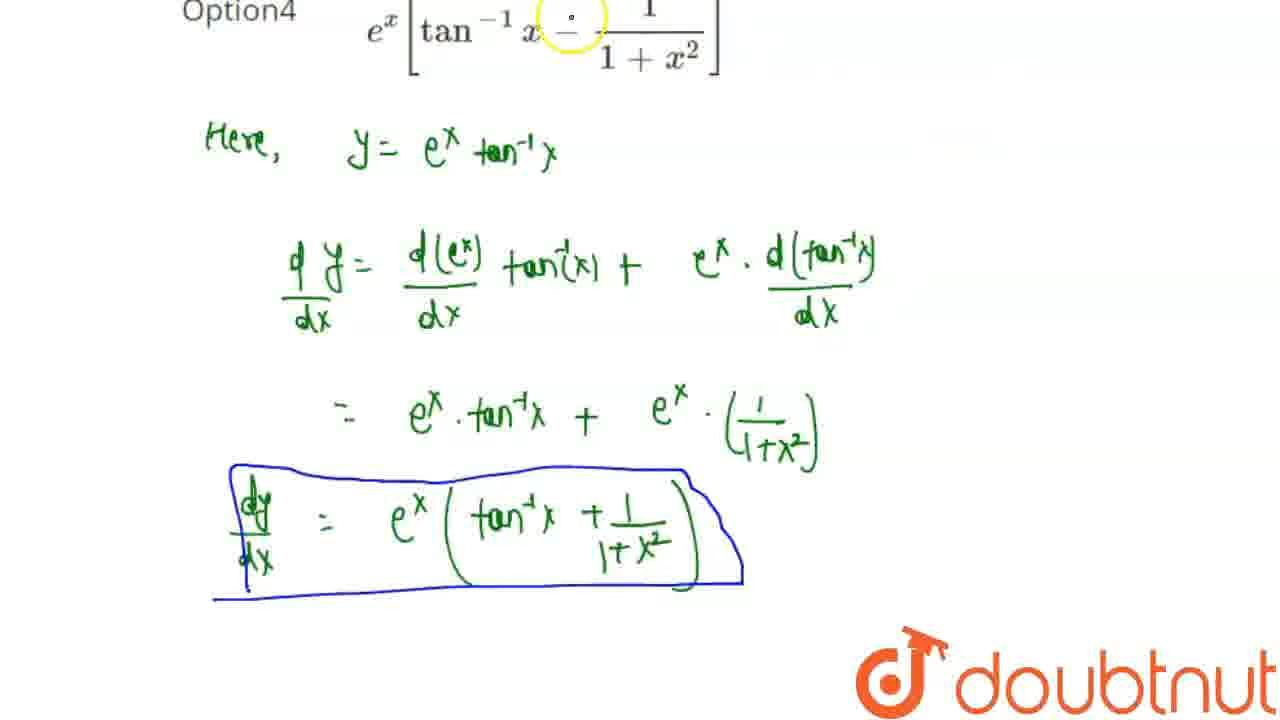 Option4 e^x [tan^-1 x - 1/(1 + x^2)]
Here, y = e^x tan^-1 x
d/dx y = d(e^x)/dx tan^-1(x) + e^x . d(tan^-1 x)/dx
= e^x . tan^-1 x + e^x . (1/(1+x^2))
dy/dx = e^x (tan^-1 x + 1/(1+x^2))
doubtnut